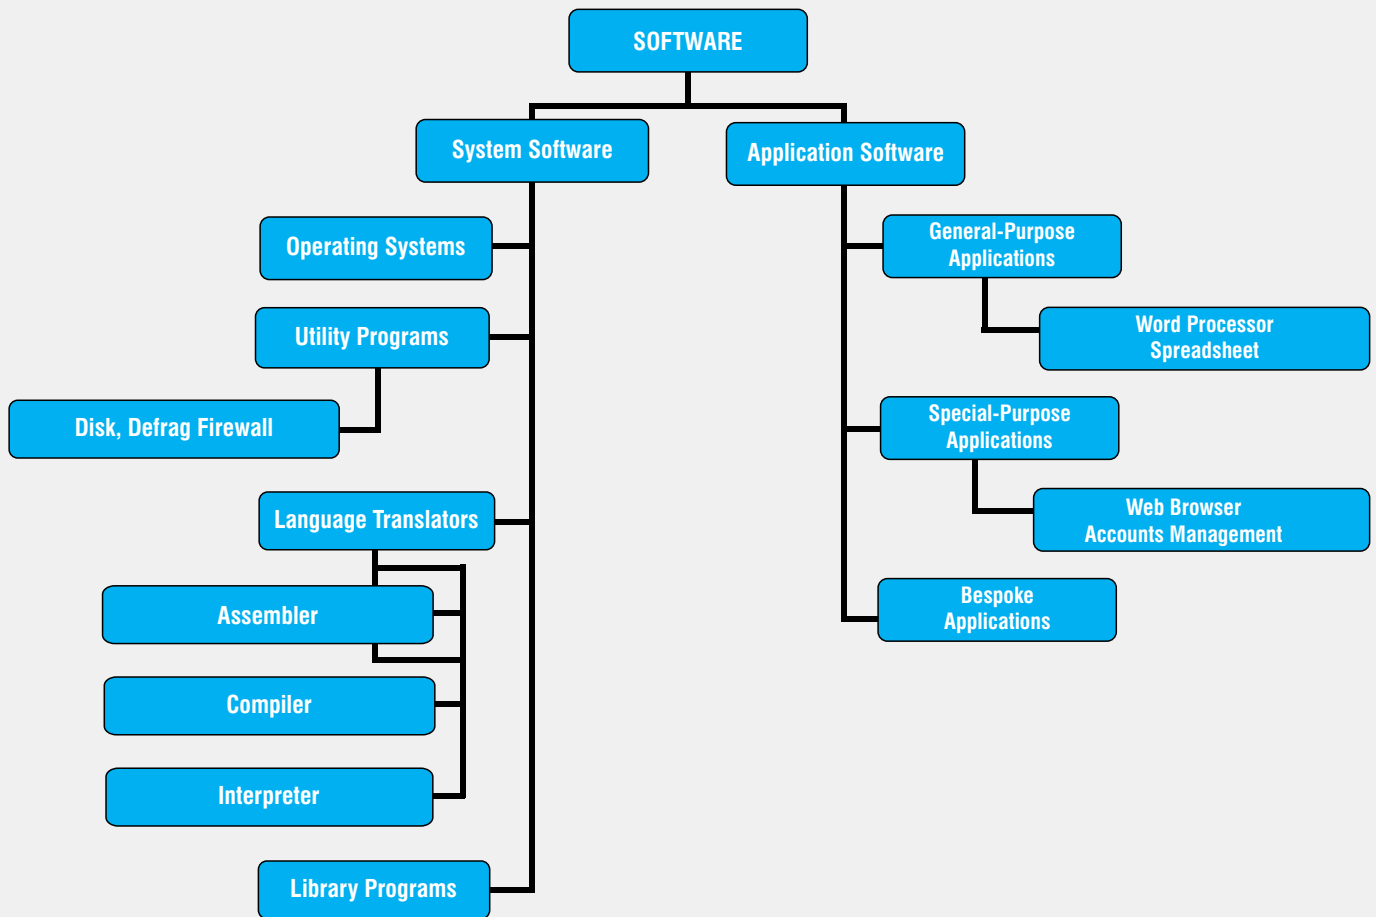 SOFTWARE
System Software
Application Software
Operating Systems
General-Purpose
Applications
Utility Programs
Word Processor
Spreadsheet
Disk, Defrag Firewall
Special-Purpose
Applications
Language Translators
Web Browser
Accounts Management
Assembler
Bespoke
Applications
Compiler
Interpreter
Library Programs